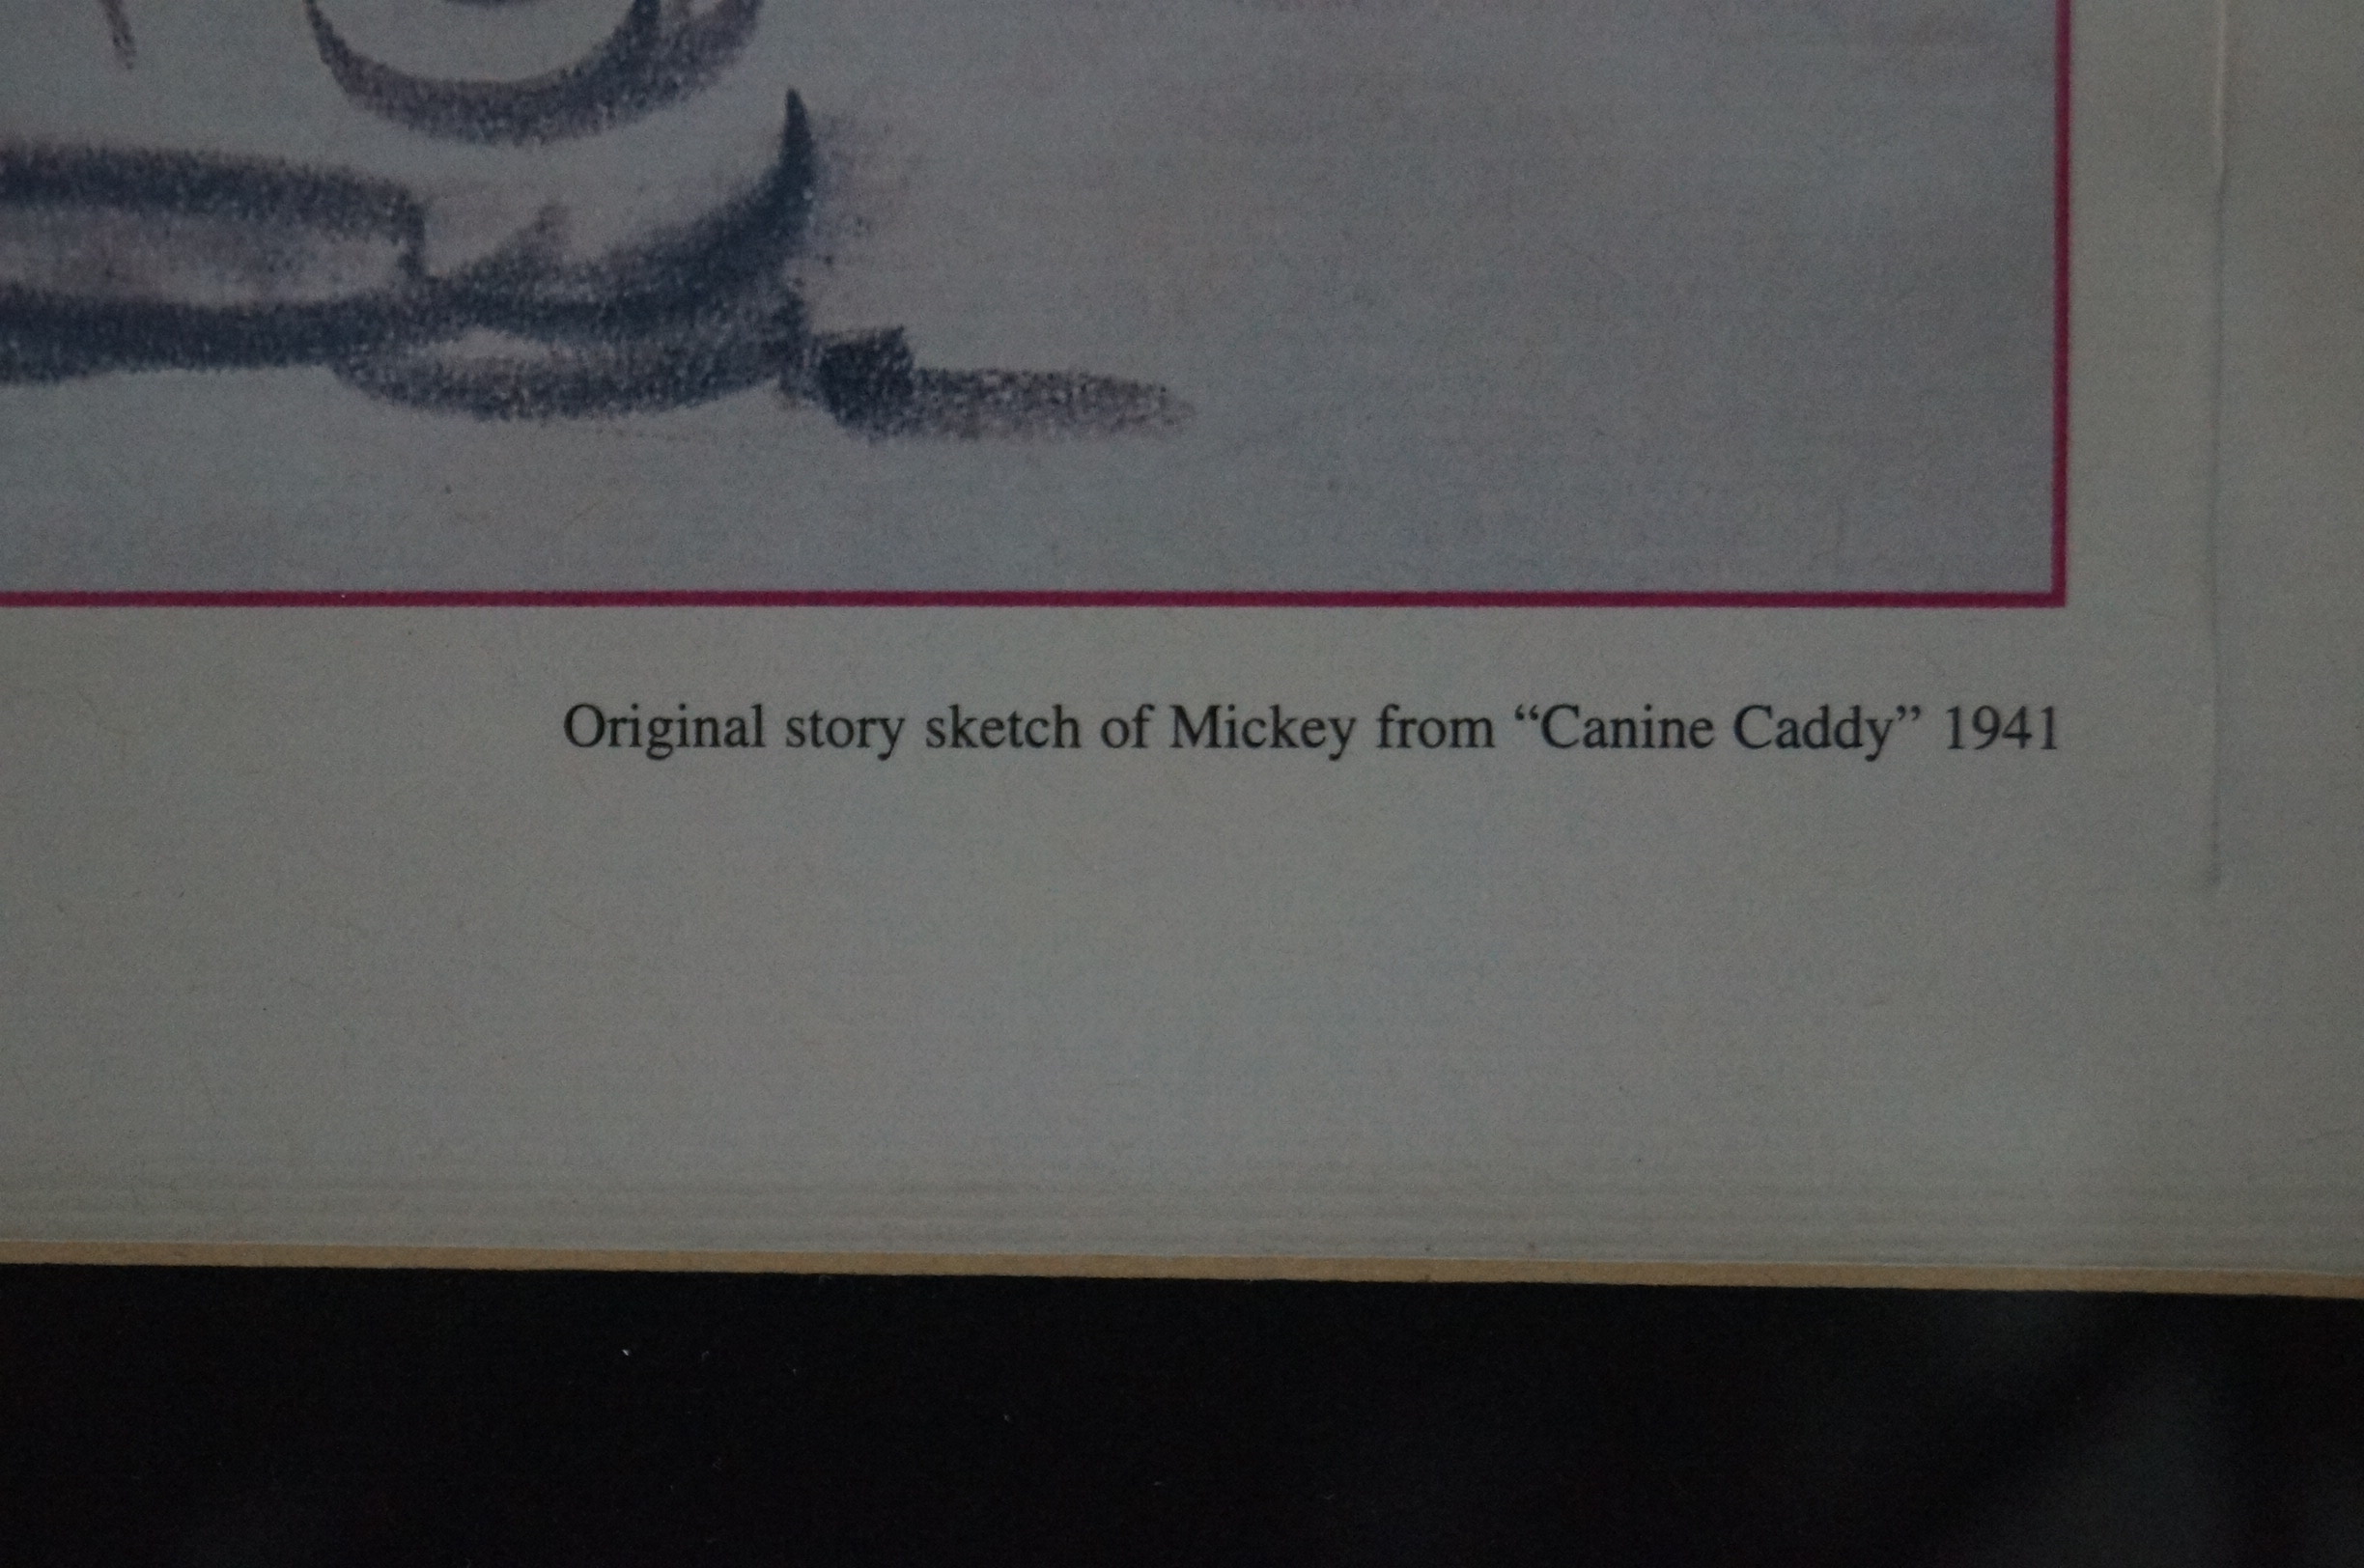 Original story sketch of Mickey from “Canine Caddy” 1941